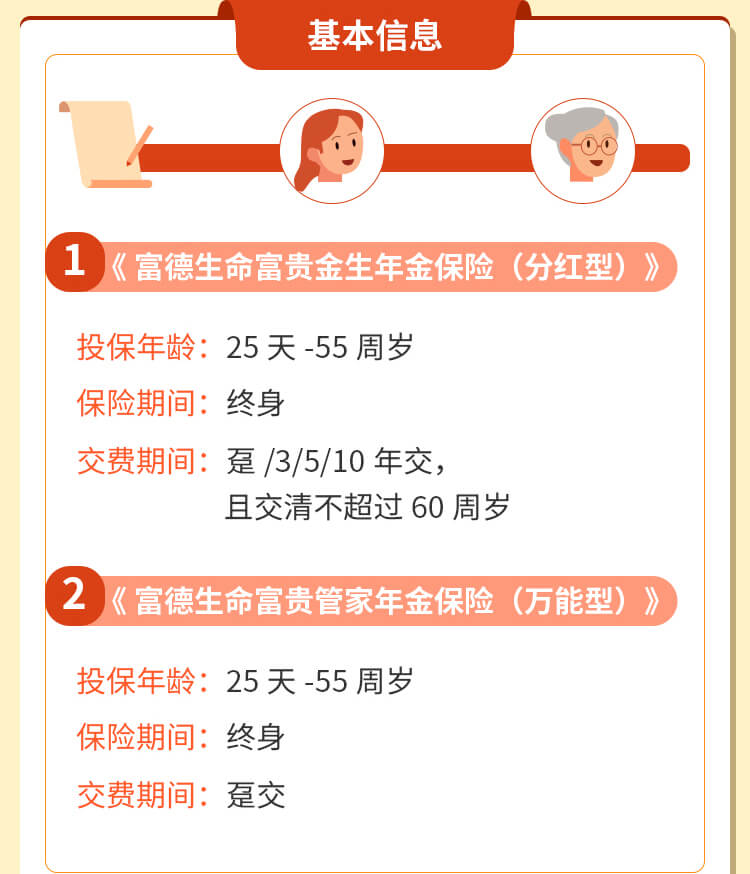 基本信息
1
《富德生命富贵金生年金保险（分红型）》
投保年龄：25 天 -55 周岁
保险期间：终身
交费期间：趸 /3/5/10 年交，
且交清不超过 60 周岁
2
《富德生命富贵管家年金保险（万能型）》
投保年龄：25 天 -55 周岁
保险期间：终身
交费期间：趸交